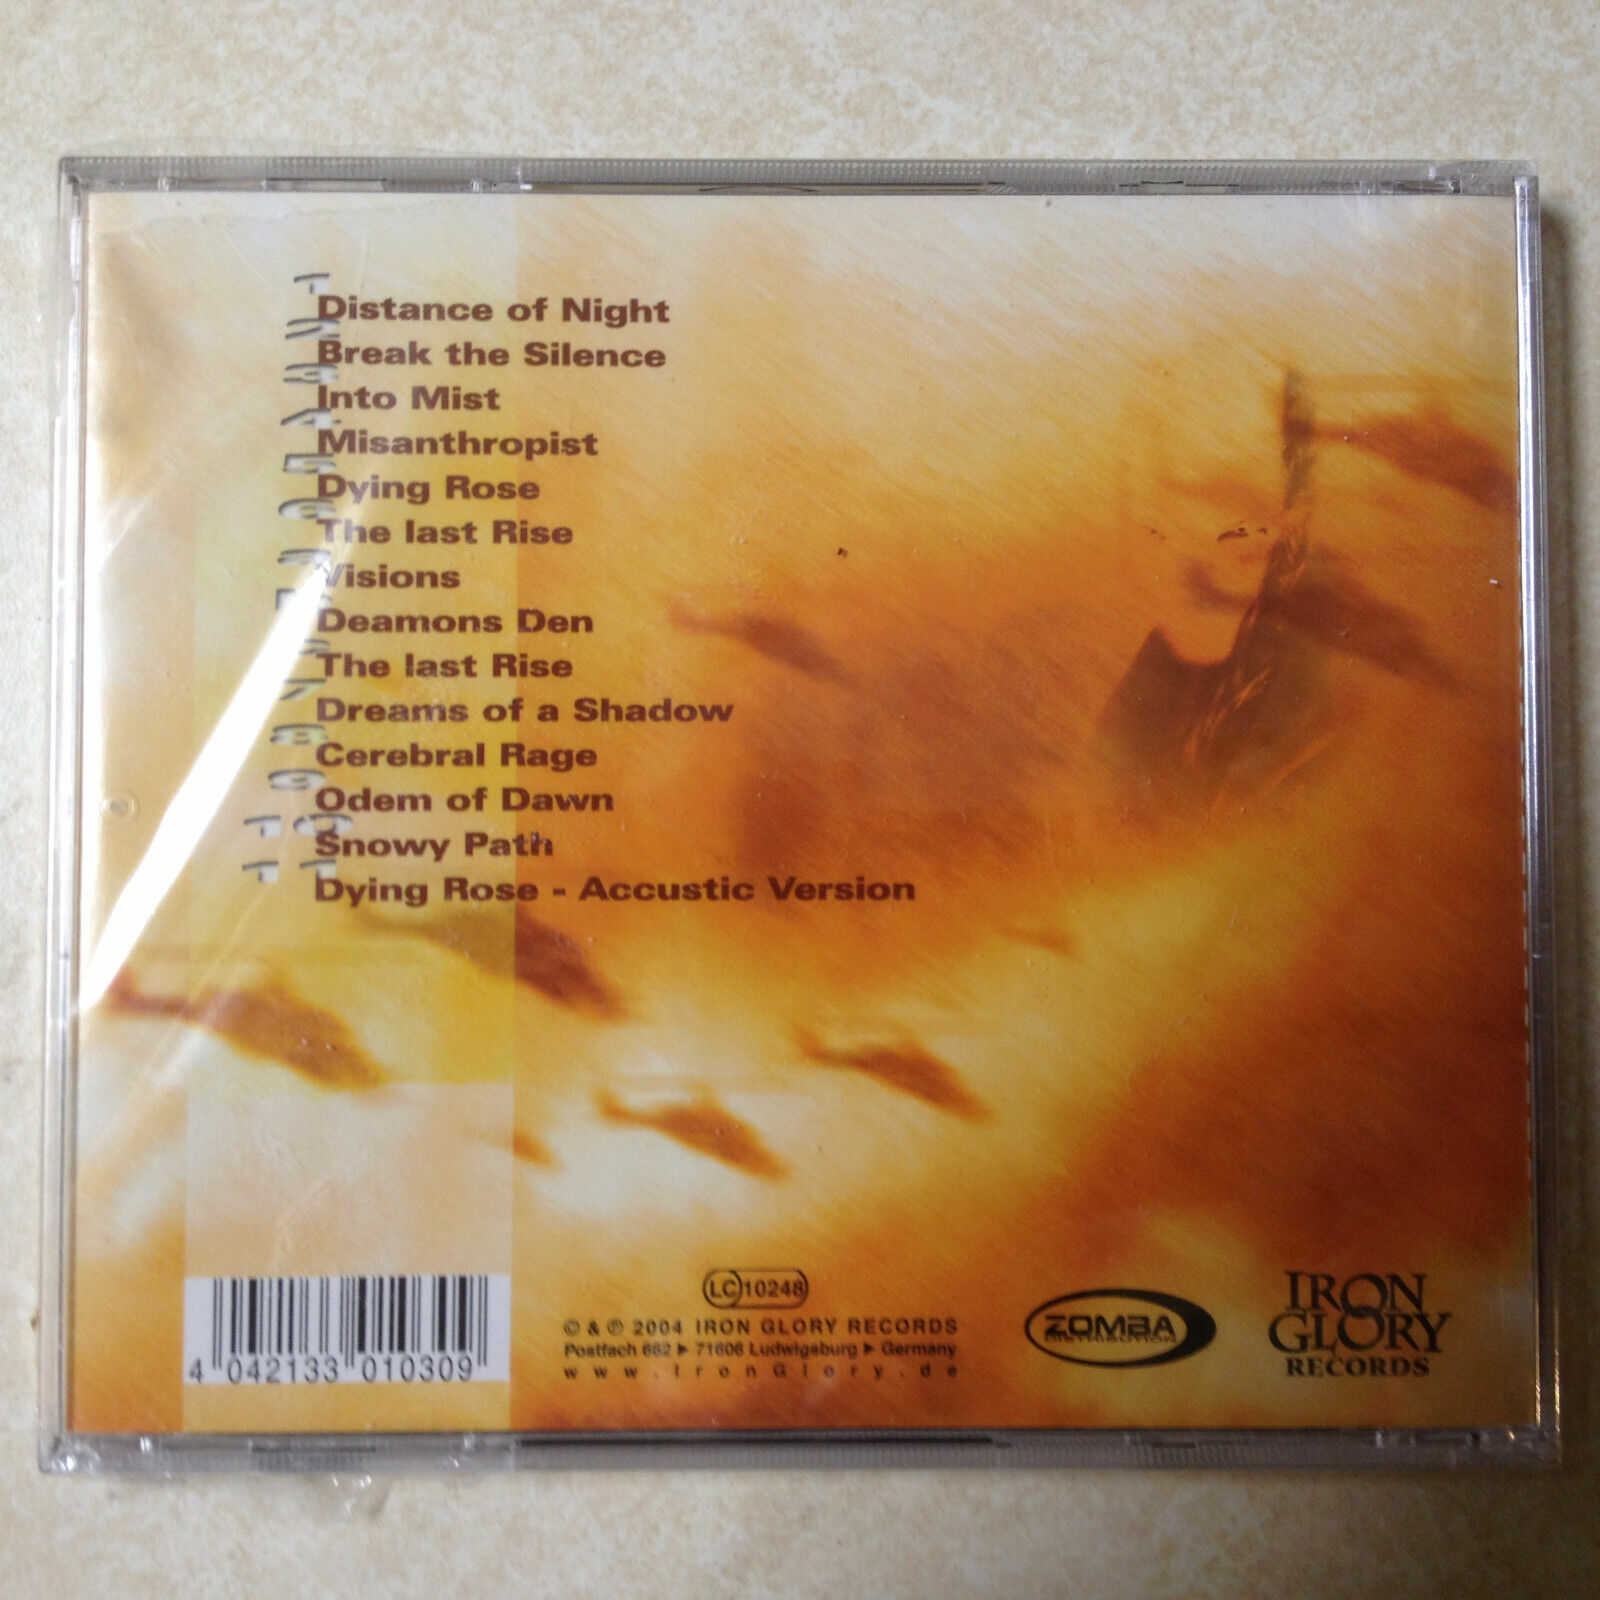 Distance of Night
Break the Silence
Into Mist
Misanthropist
Dying Rose
The last Rise
Visions
Deamons Den
The last Rise
Dreams of a Shadow
Cerebral Rage
Odem of Dawn
Snowy Path
Dying Rose - Accustic Version
4 042133 010309
LC 10248
© & ℗ 2004 IRON GLORY RECORDS
Postfach 662 ▶ 71606 Ludwigsburg ▶ Germany
www.IronGlory.de
ZOMBA
DISTRIBUTION
IRON
GLORY
RECORDS